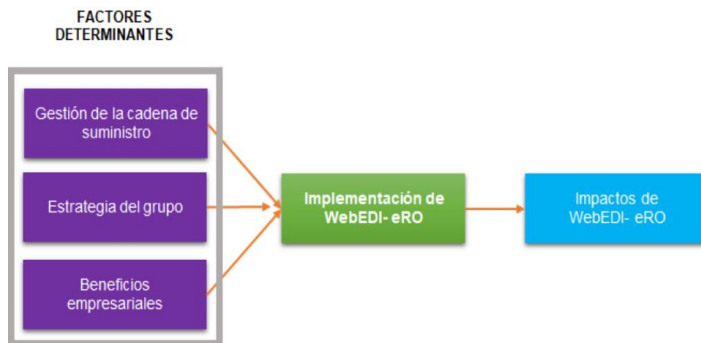 FACTORES
DETERMINANTES
Gestión de la cadena de
suministro
Estrategia del grupo
Beneficios
empresariales
Implementación de
WebEDI- eRO
Impactos de
WebEDI- eRO